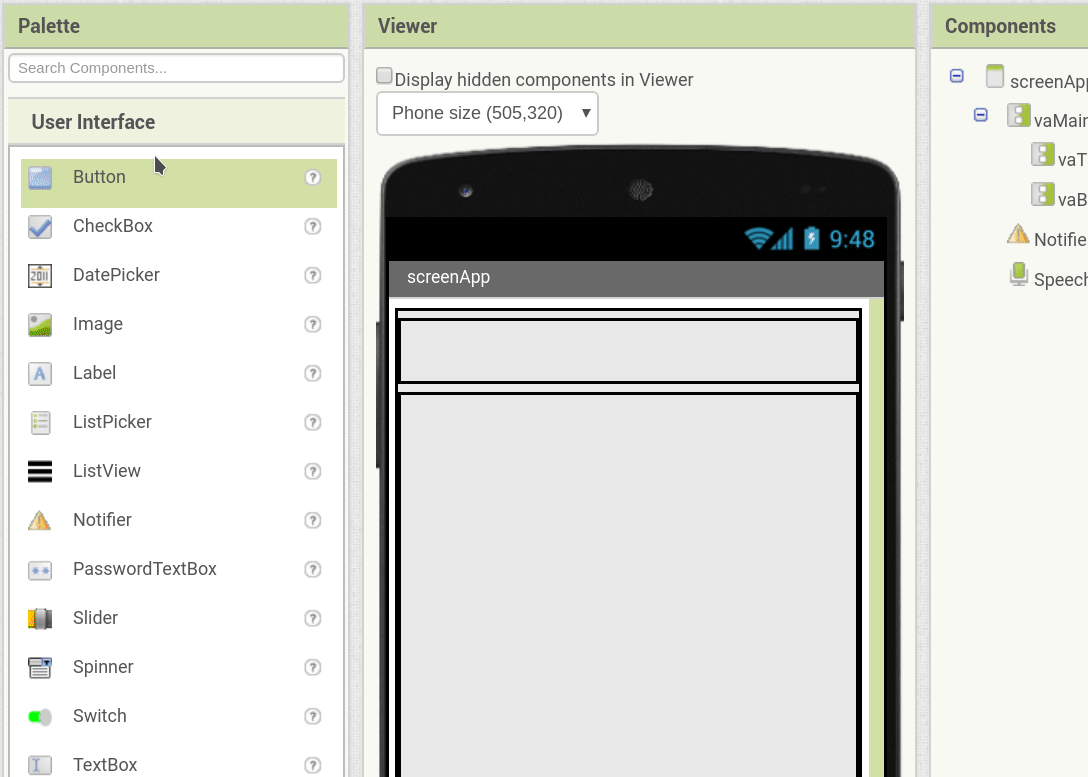 Palette
Search Components...
User Interface
Button
CheckBox
DatePicker
Image
Label
ListPicker
ListView
Notifier
PasswordTextBox
Slider
Spinner
Switch
TextBox
Viewer
Display hidden components in Viewer
Phone size (505,320)
9:48
screenApp
Components
screenApp
vaMain
vaT
vaB
Notifie
Speech